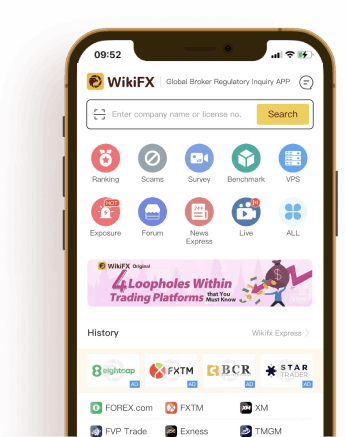 09:52
WikiFX Global Broker Regulatory Inquiry APP
Enter company name or license no. Search
Ranking Scams Survey Benchmark VPS
HOT
Exposure Forum News Express Live ALL
WikiFX Original
4 Loopholes Within
Trading Platforms that You Must Know
History Wikifx Express >
eightcap FXTM BCR STAR TRADER
AD AD AD AD
FOREX.com FXTM XM
FVP Trade Exness TMGM